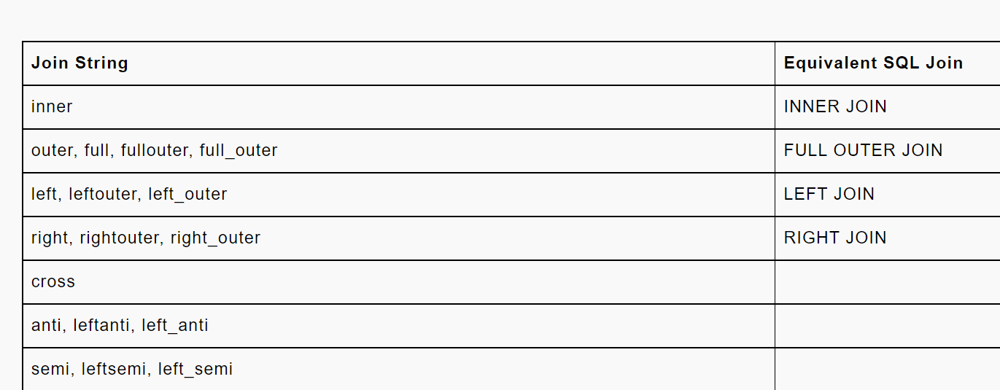 Join String Equivalent SQL Join
inner INNER JOIN
outer, full, fullouter, full_outer FULL OUTER JOIN
left, leftouter, left_outer LEFT JOIN
right, rightouter, right_outer RIGHT JOIN
cross
anti, leftanti, left_anti
semi, leftsemi, left_semi